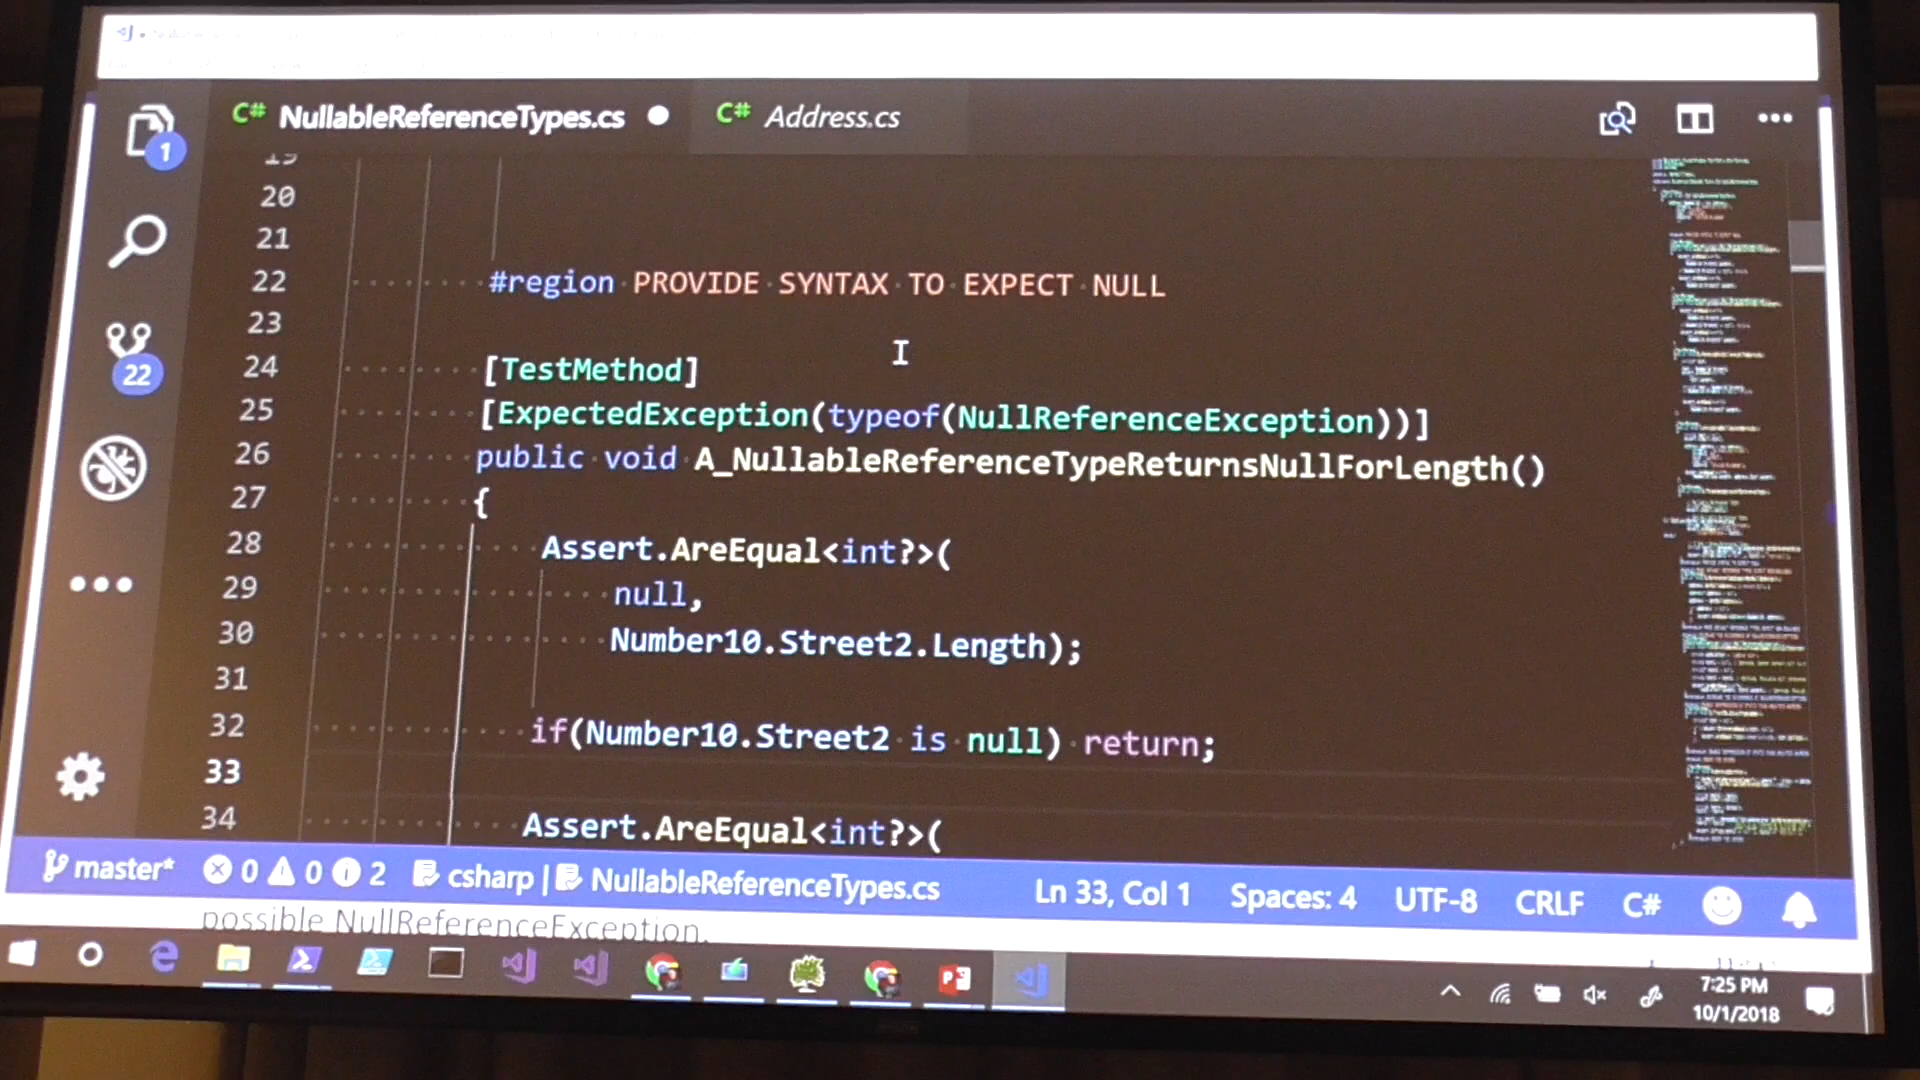 C# NullableReferenceTypes.cs C# Address.cs
1
19
20
21
22 #region PROVIDE SYNTAX TO EXPECT NULL
23
24 [TestMethod]
25 [ExpectedException(typeof(NullReferenceException))]
26 public void A_NullableReferenceTypeReturnsNullForLength()
27 {
28 Assert.AreEqual<int?>(
29 null,
30 Number10.Street2.Length);
31
32 if(Number10.Street2 is null) return;
33
34 Assert.AreEqual<int?>(
22
master* 0 0 2 csharp | NullableReferenceTypes.cs Ln 33, Col 1 Spaces: 4 UTF-8 CRLF C#
possible NullReferenceException.
7:25 PM
10/1/2018